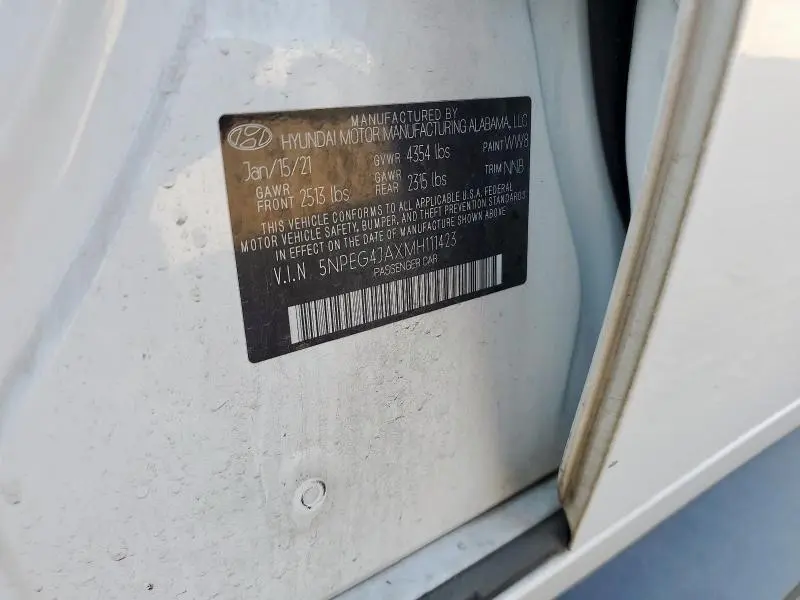 MANUFACTURED BY
HYUNDAI MOTOR MANUFACTURING ALABAMA, LLC
Jan/15/21 GVWR 4354 lbs PAINT WW8
GAWR FRONT 2513 lbs GAWR REAR 2315 lbs TRIM NNB
THIS VEHICLE CONFORMS TO ALL APPLICABLE U.S.A. FEDERAL
MOTOR VEHICLE SAFETY, BUMPER, AND THEFT PREVENTION STANDARDS
IN EFFECT ON THE DATE OF MANUFACTURE SHOWN ABOVE.
V.I.N 5NPEG4JAXMH111423
PASSENGER CAR